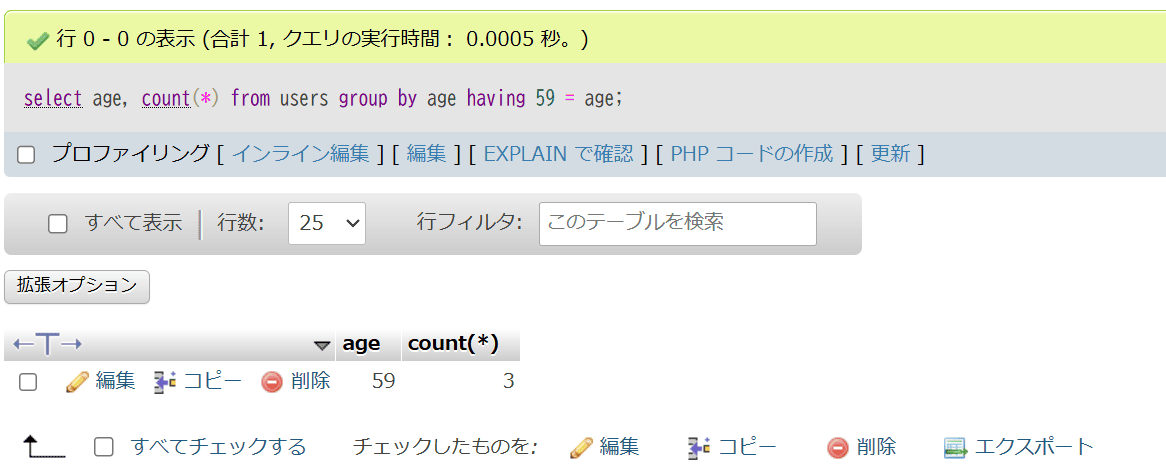 行 0 - 0 の表示 (合計 1, クエリの実行時間： 0.0005 秒。)
select age, count(*) from users group by age having 59 = age;
プロファイリング [ インライン編集 ] [ 編集 ] [ EXPLAIN で確認 ] [ PHP コードの作成 ] [ 更新 ]
すべて表示 行数: 25 行フィルタ: このテーブルを検索
拡張オプション
←T→ age count(*)
編集 コピー 削除 59 3
すべてチェックする チェックしたものを: 編集 コピー 削除 エクスポート